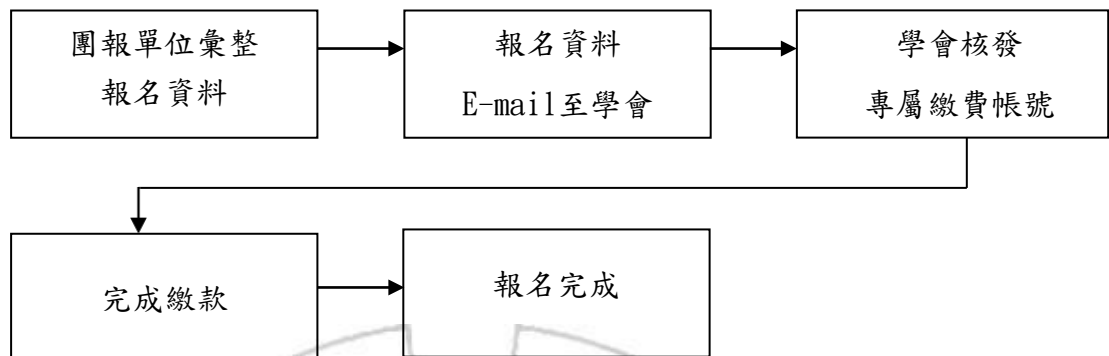 團報單位彙整
報名資料
報名資料
E-mail至學會
學會核發
專屬繳費帳號
完成繳款
報名完成